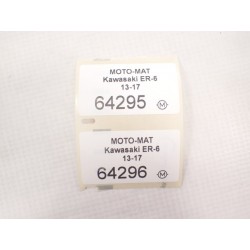 MOTO-MAT
Kawasaki ER-6
13-17
64295 M
MOTO-MAT
Kawasaki ER-6
13-17
64296 M